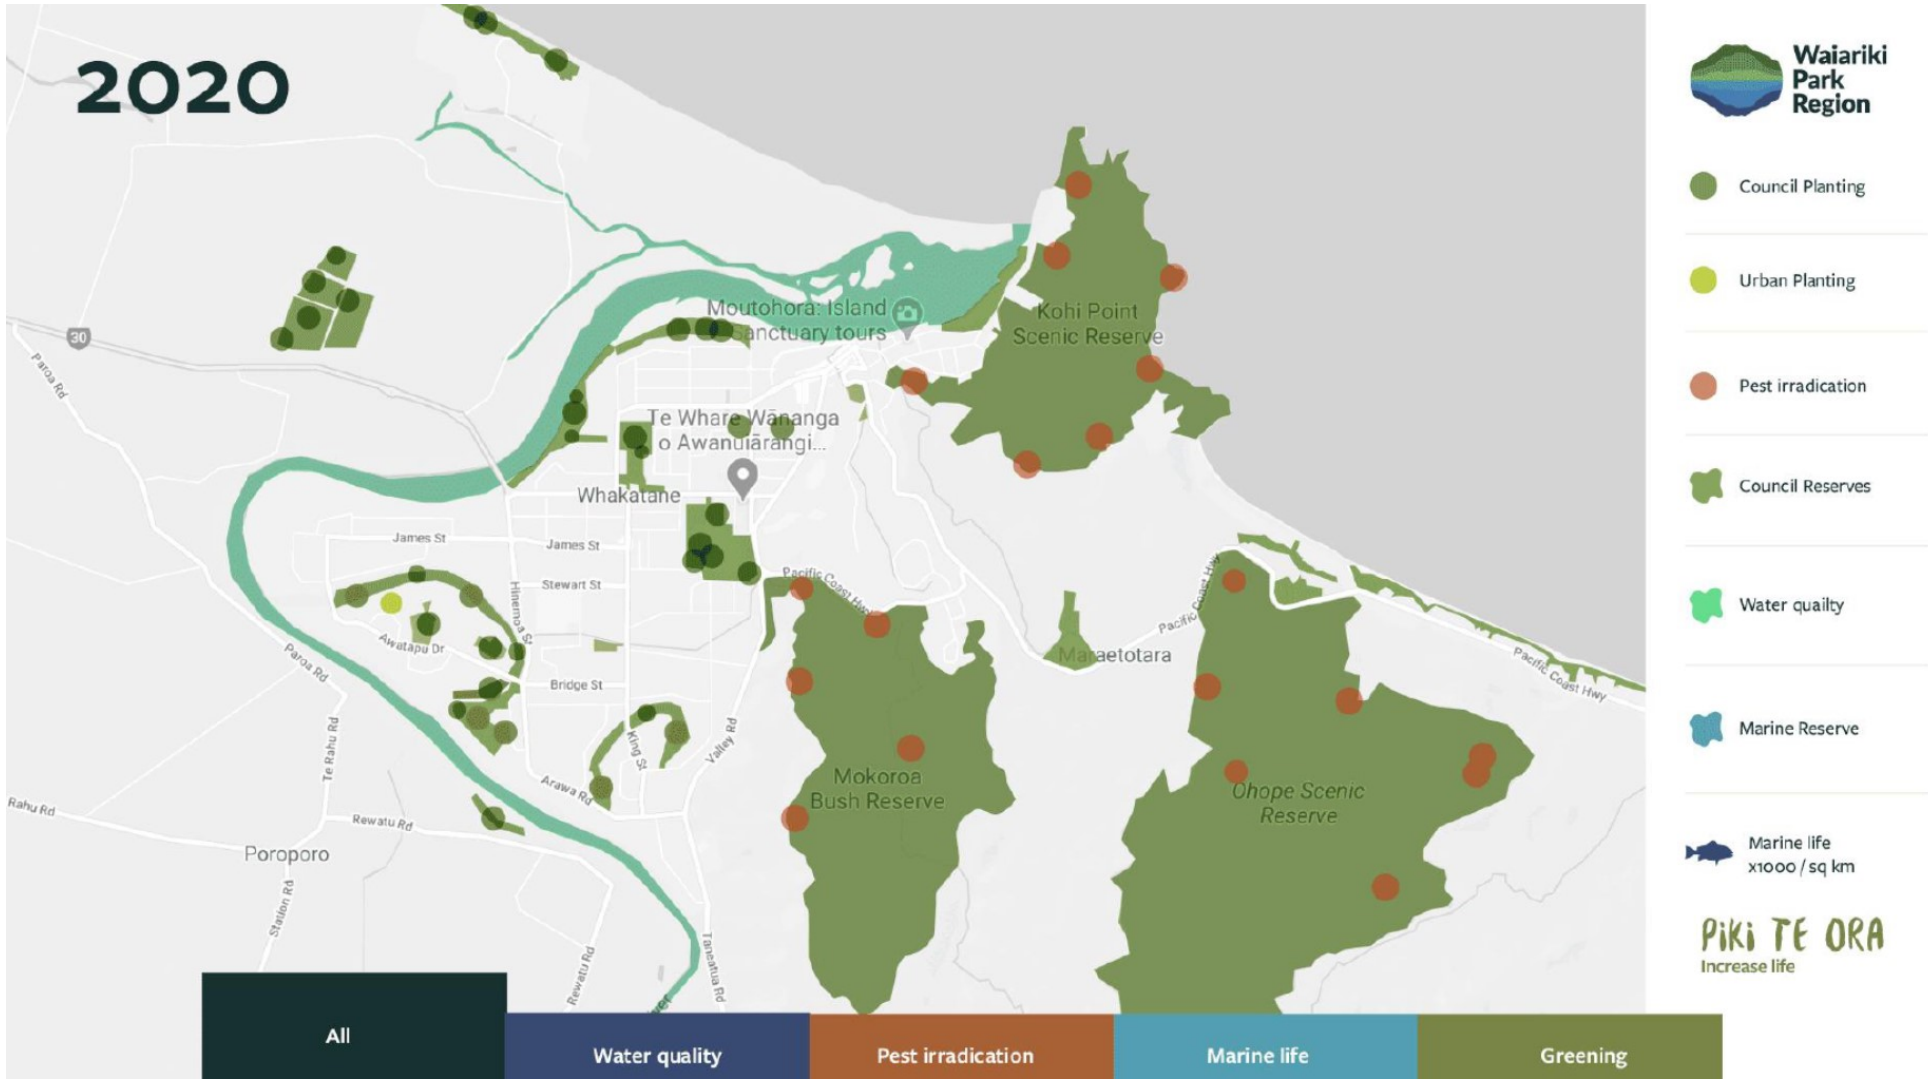 2020
Waiariki
Park
Region
Council Planting
Urban Planting
Pest irradication
Council Reserves
Water quailty
Marine Reserve
Marine life
x1000 / sq km
PiKi TE ORA
Increase life
30
Paroa Rd
Moutohora: Island
Sanctuary tours
Kohi Point
Scenic Reserve
Te Whare Wānanga
o Awanuiārangi...
Whakatane
James St
James St
Stewart St
Hinemoa St
Pacific Coast Hwy
Pacific Coast Hwy
Pacific Coast Hwy
Awatapu Dr
Paroa Rd
Bridge St
Maraetotara
Te Rahu Rd
King St
Valley Rd
Arawa Rd
Mokoroa
Bush Reserve
Ohope Scenic
Reserve
Rahu Rd
Rewatu Rd
Poroporo
Station Rd
Rewatu Rd
Taneatua Rd
All
Water quality
Pest irradication
Marine life
Greening